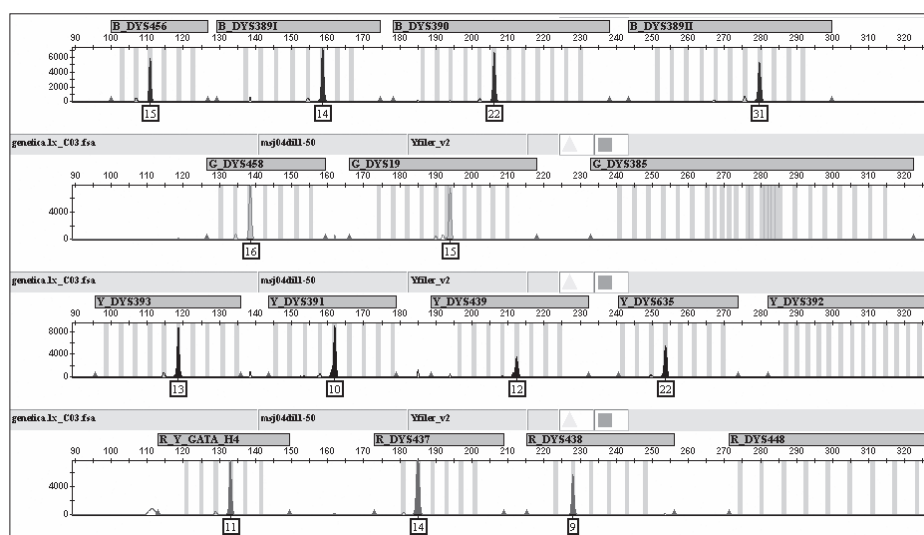 B_DYS456 B_DYS389I B_DYS390 B_DYS389II
90 100 110 120 130 140 150 160 170 180 190 200 210 220 230 240 250 260 270 280 290 300 310 320
6000
4000
2000
0
15 14 22 31
genetica.lx_C03.fsa msj04dil1-50 Yfiler_v2
G_DYS458 G_DYS19 G_DYS385
90 100 110 120 130 140 150 160 170 180 190 200 210 220 230 240 250 260 270 280 290 300 310 320
4000
0
16 15
genetica.lx_C03.fsa msj04dil1-50 Yfiler_v2
Y_DYS393 Y_DYS391 Y_DYS439 Y_DYS635 Y_DYS392
90 100 110 120 130 140 150 160 170 180 190 200 210 220 230 240 250 260 270 280 290 300 310 320
8000
4000
0
13 10 12 22
genetica.lx_C03.fsa msj04dil1-50 Yfiler_v2
R_Y_GATA_H4 R_DYS437 R_DYS438 R_DYS448
90 100 110 120 130 140 150 160 170 180 190 200 210 220 230 240 250 260 270 280 290 300 310 320
4000
0
11 14 9